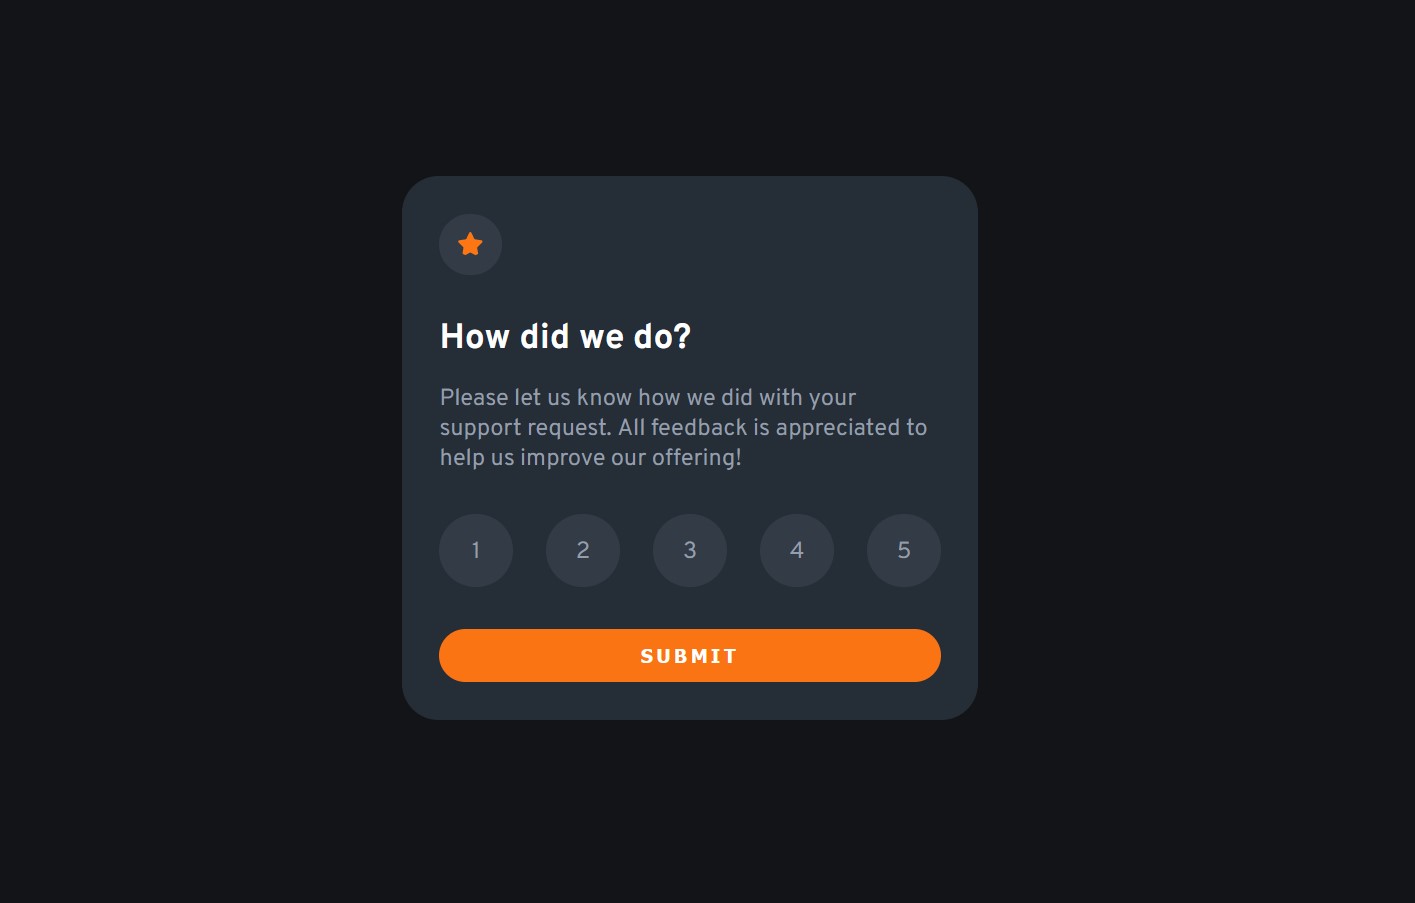 How did we do?
Please let us know how we did with your
support request. All feedback is appreciated to
help us improve our offering!
1 2 3 4 5
SUBMIT